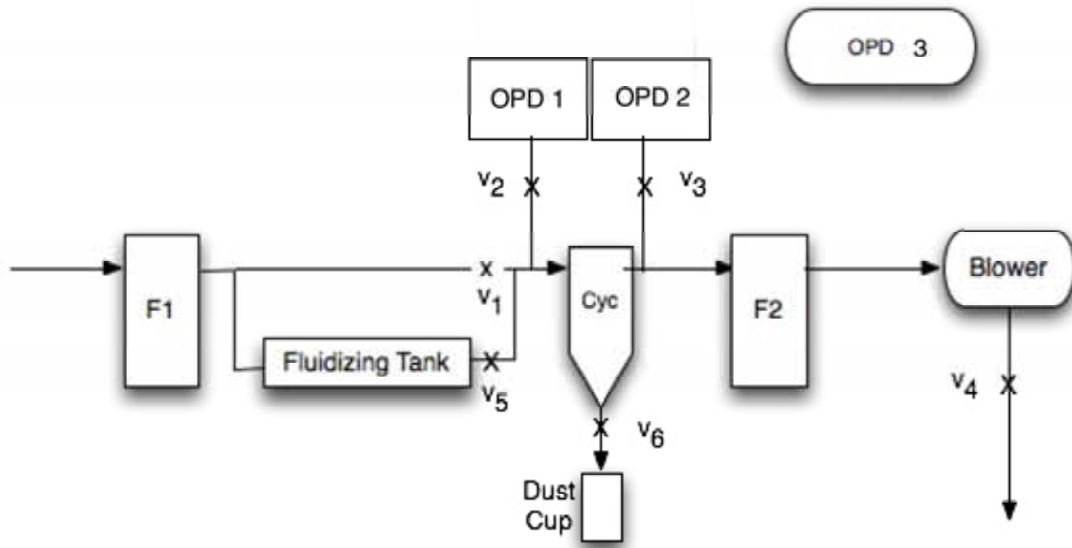 OPD 3
OPD 1
OPD 2
v2
v3
F1
v1
Cyc
F2
Blower
Fluidizing Tank
v5
v4
v6
Dust
Cup